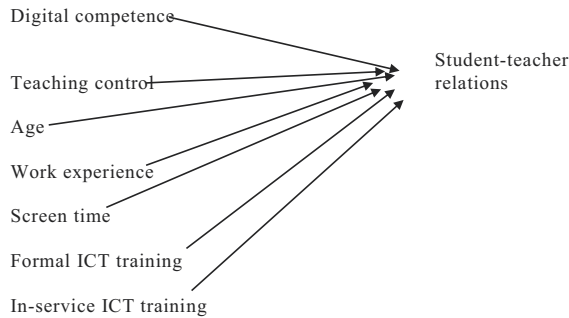 Digital competence
Student-teacher
relations
Teaching control
Age
Work experience
Screen time
Formal ICT training
In-service ICT training